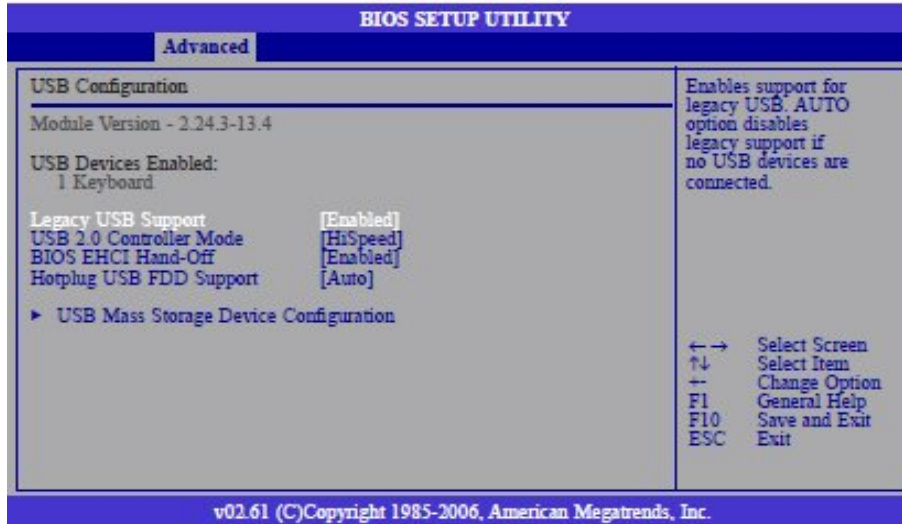 BIOS SETUP UTILITY
Advanced
USB Configuration
Module Version - 2.24.3-13.4
USB Devices Enabled:
1 Keyboard
Legacy USB Support [Enabled]
USB 2.0 Controller Mode [HiSpeed]
BIOS EHCI Hand-Off [Enabled]
Hotplug USB FDD Support [Auto]
► USB Mass Storage Device Configuration
Enables support for
legacy USB. AUTO
option disables
legacy support if
no USB devices are
connected.
←→ Select Screen
↑↓ Select Item
+- Change Option
F1 General Help
F10 Save and Exit
ESC Exit
v02.61 (C)Copyright 1985-2006, American Megatrends, Inc.